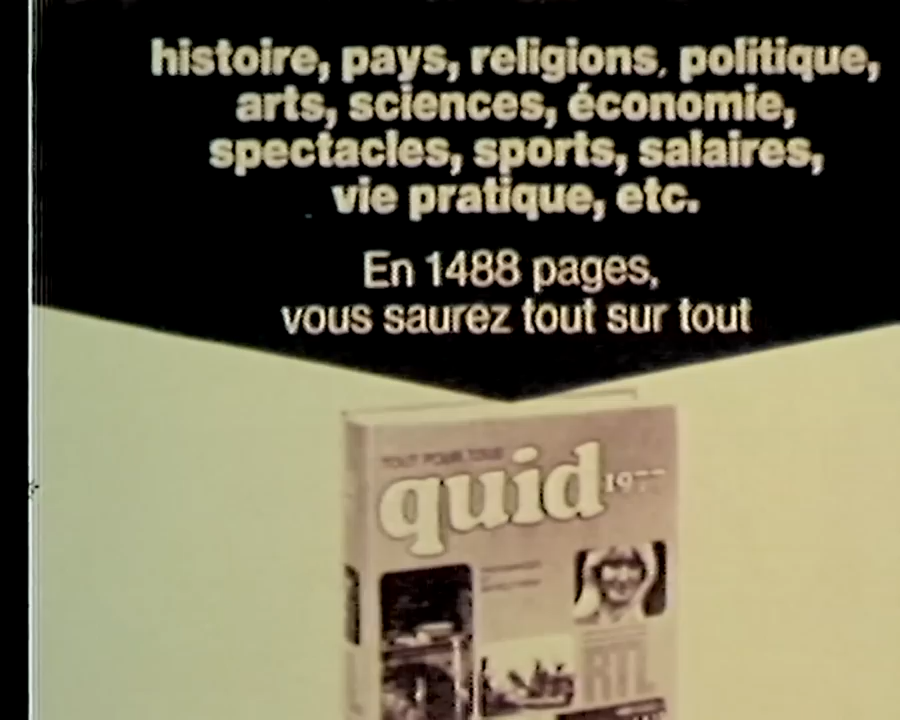 histoire, pays, religions, politique,
arts, sciences, économie,
spectacles, sports, salaires,
vie pratique, etc.
En 1488 pages,
vous saurez tout sur tout
TOUT POUR TOUS
quid 1977
RTL